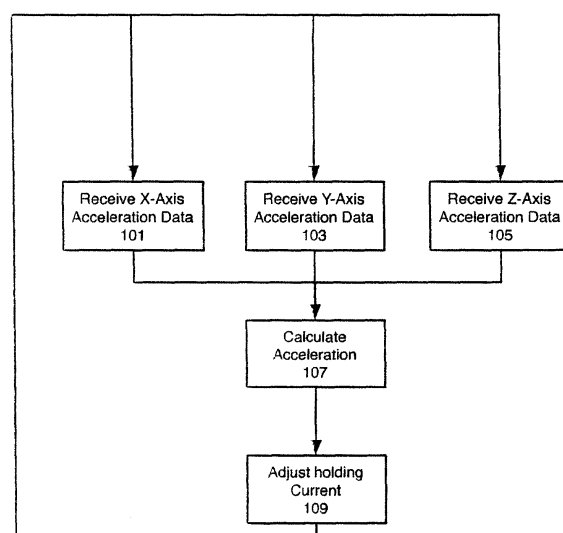 Receive X-Axis
Acceleration Data
101
Receive Y-Axis
Acceleration Data
103
Receive Z-Axis
Acceleration Data
105
Calculate
Acceleration
107
Adjust holding
Current
109